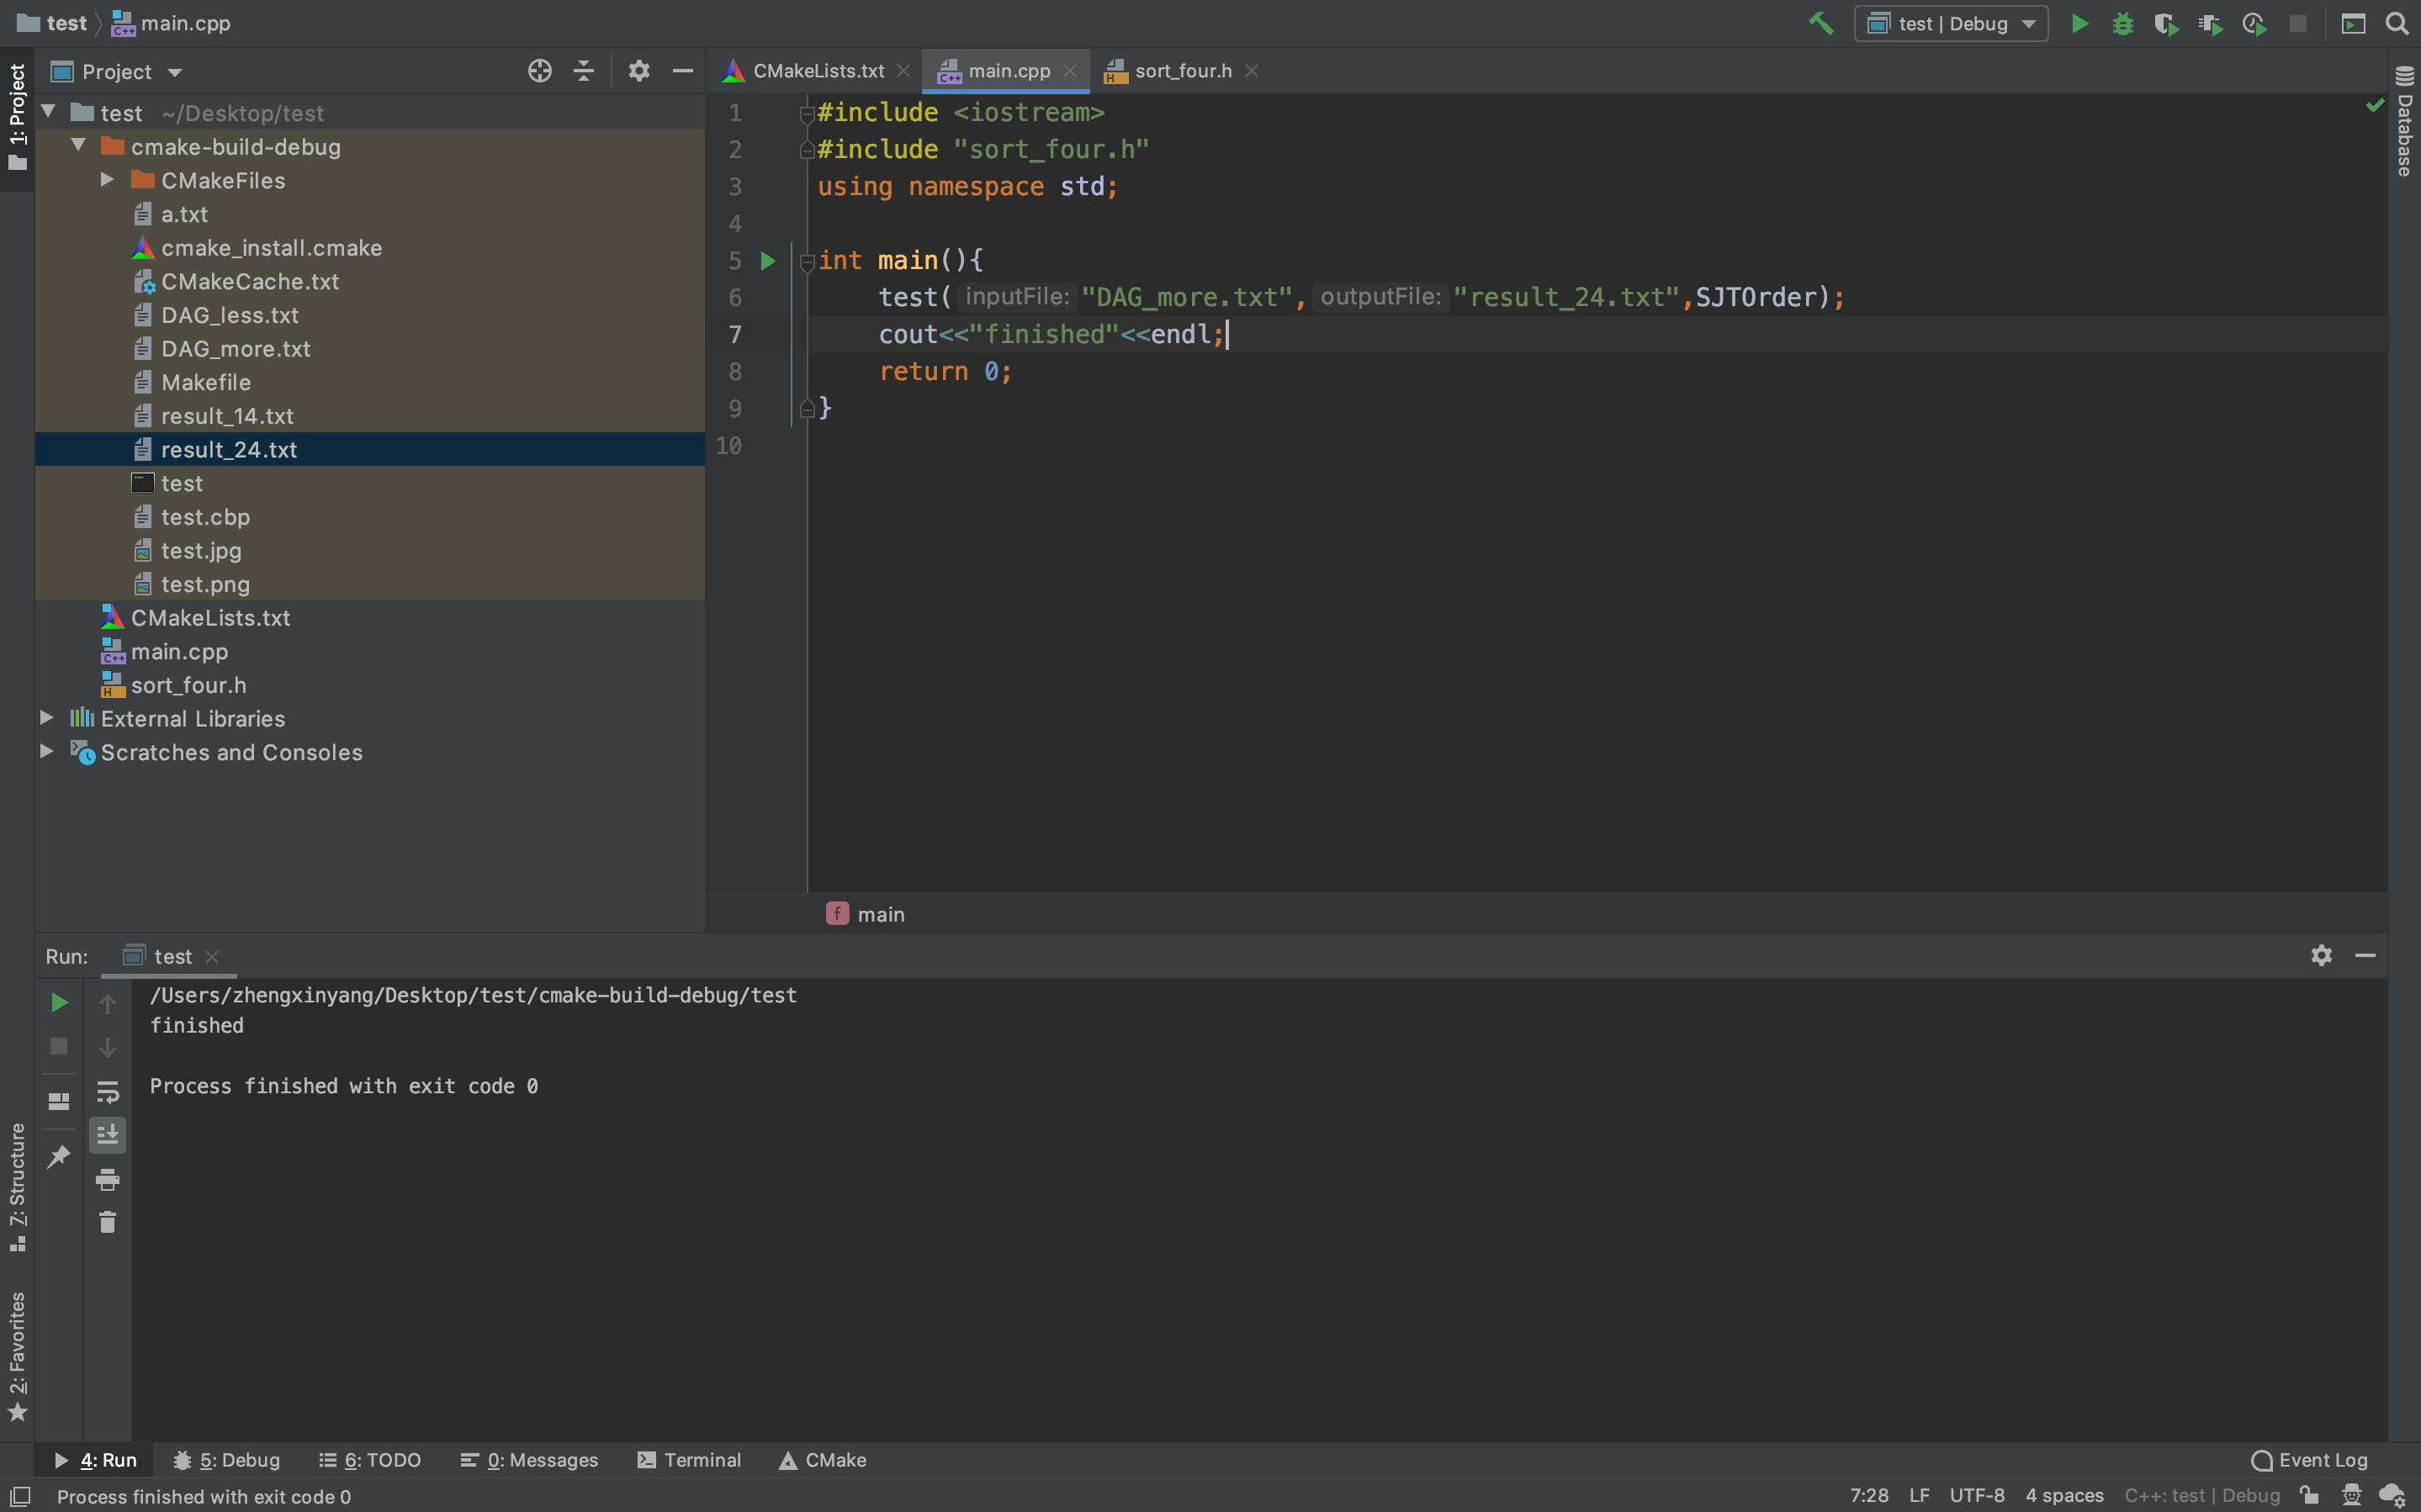 test
main.cpp
test | Debug
1: Project
Project
CMakeLists.txt
main.cpp
sort_four.h
Database
test ~/Desktop/test
cmake-build-debug
CMakeFiles
a.txt
cmake_install.cmake
CMakeCache.txt
DAG_less.txt
DAG_more.txt
Makefile
result_14.txt
result_24.txt
test
test.cbp
test.jpg
test.png
CMakeLists.txt
main.cpp
sort_four.h
External Libraries
Scratches and Consoles
1 #include <iostream>
2 #include "sort_four.h"
3 using namespace std;
4
5 int main(){
6 test( inputFile: "DAG_more.txt", outputFile: "result_24.txt",SJTOrder);
7 cout<<"finished"<<endl;
8 return 0;
9 }
10
f main
Run: test
/Users/zhengxinyang/Desktop/test/cmake-build-debug/test
finished
Process finished with exit code 0
7: Structure
2: Favorites
4: Run
5: Debug
6: TODO
0: Messages
Terminal
CMake
Event Log
Process finished with exit code 0
7:28 LF UTF-8 4 spaces C++: test | Debug